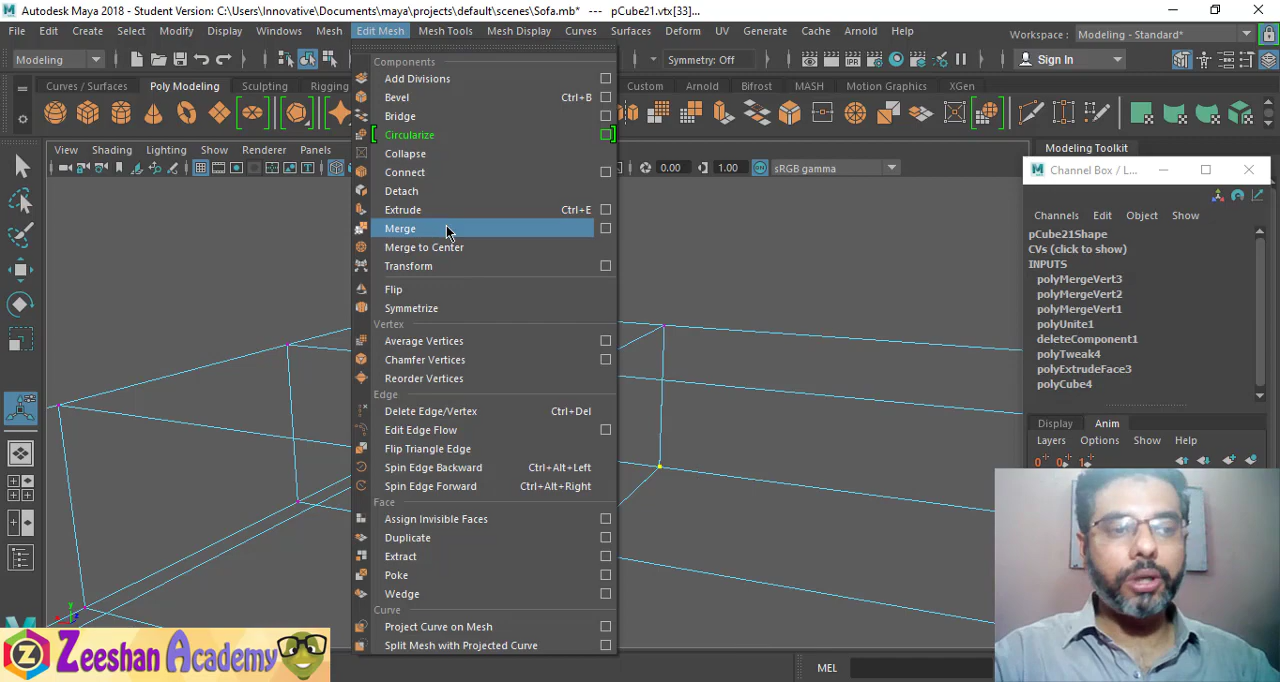 Autodesk Maya 2018 - Student Version: C:\Users\Innovative\Documents\maya\projects\default\scenes\Sofa.mb* --- pCube21.vtx[33]...
File Edit Create Select Modify Display Windows Mesh Edit Mesh Mesh Tools Mesh Display Curves Surfaces Deform UV Generate Cache Arnold Help
Workspace : Modeling - Standard*
Modeling
Symmetry: Off
Sign In
Curves / Surfaces Poly Modeling Sculpting Rigging
Custom Arnold Bifrost MASH Motion Graphics XGen
View Shading Lighting Show Renderer Panels
0.00 1.00 ON sRGB gamma
Components
Add Divisions
Bevel Ctrl+B
Bridge
Circularize
Collapse
Connect
Detach
Extrude Ctrl+E
Merge
Merge to Center
Transform
Flip
Symmetrize
Vertex
Average Vertices
Chamfer Vertices
Reorder Vertices
Edge
Delete Edge/Vertex Ctrl+Del
Edit Edge Flow
Flip Triangle Edge
Spin Edge Backward Ctrl+Alt+Left
Spin Edge Forward Ctrl+Alt+Right
Face
Assign Invisible Faces
Duplicate
Extract
Poke
Wedge
Curve
Project Curve on Mesh
Split Mesh with Projected Curve
Modeling Toolkit
Channel Box / L...
Channels Edit Object Show
pCube21Shape
CVs (click to show)
INPUTS
polyMergeVert3
polyMergeVert2
polyMergeVert1
polyUnite1
deleteComponent1
polyTweak4
polyExtrudeFace3
polyCube4
Display Anim
Layers Options Show Help
y
Zeeshan Academy
MEL